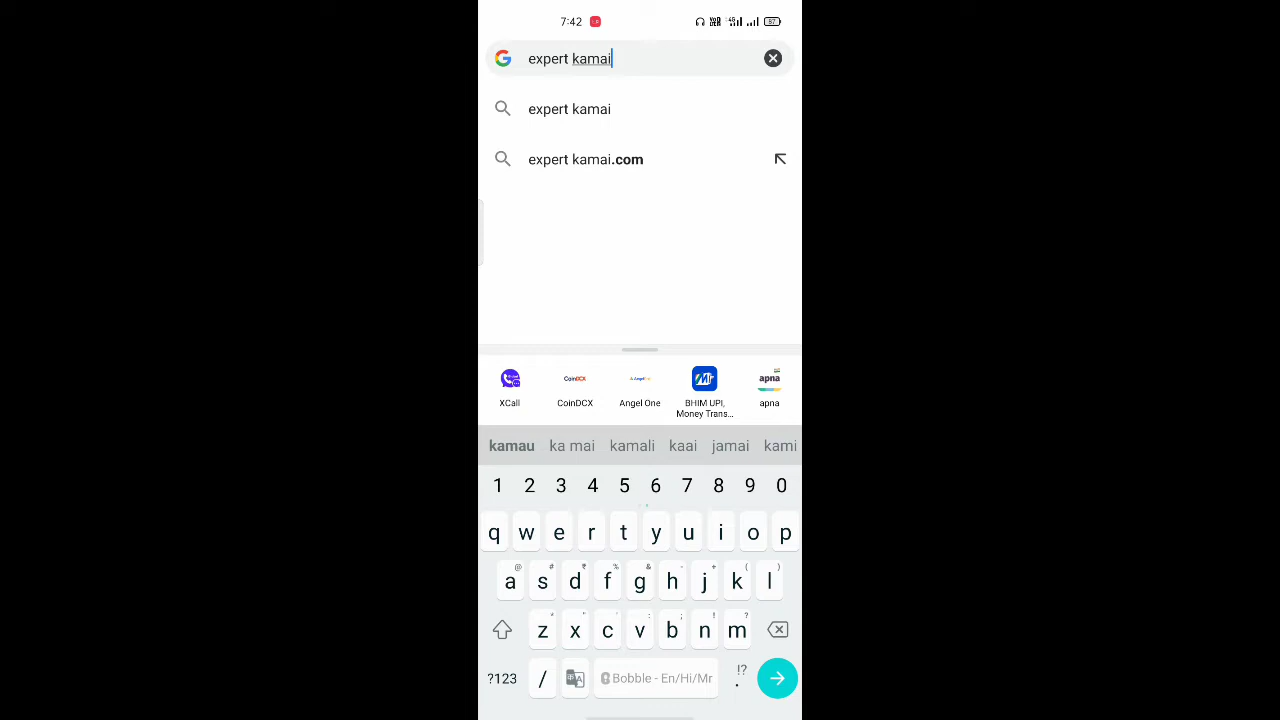 7:42
87
expert kamai
expert kamai
expert kamai.com
XCall
CoinDCX
Angel One
BHIM UPI,
Money Trans...
apna
apna
kamau ka mai kamali kaai jamai kami
1 2 3 4 5 6 7 8 9 0
q w e r t y u i o p
@ # ₹ % & - + ( )
a s d f g h j k l
* " ' : ; ! ?
z x c v b n m
?123 / Bobble - En/Hi/Mr !? .